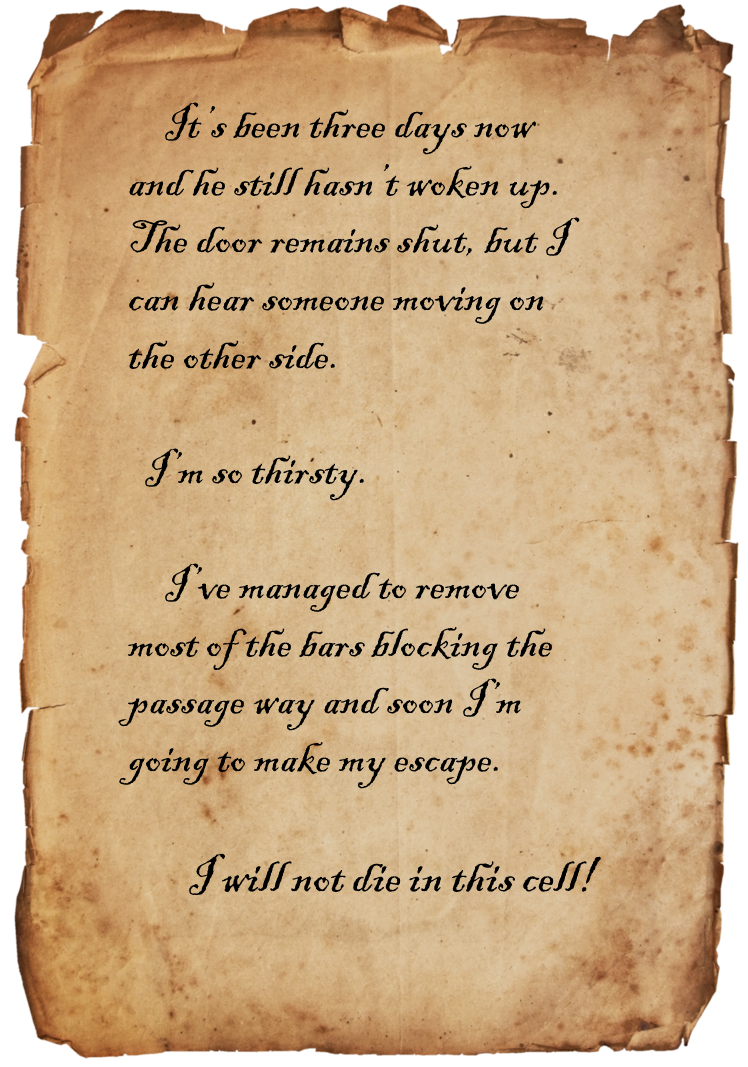 It's been three days now
and he still hasn't woken up.
The door remains shut, but I
can hear someone moving on
the other side.
I'm so thirsty.
I've managed to remove
most of the bars blocking the
passage way and soon I'm
going to make my escape.
I will not die in this cell!